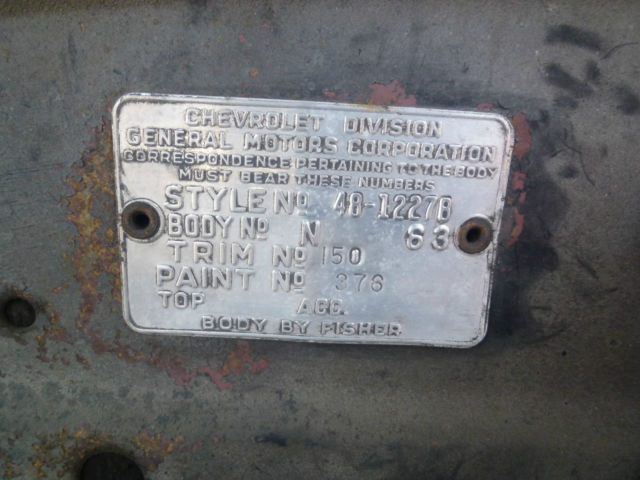 CHEVROLET DIVISION
GENERAL MOTORS CORPORATION
CORRESPONDENCE PERTAINING TO THE BODY
MUST BEAR THESE NUMBERS
STYLE No 48-1227B
BODY No N 63
TRIM No 150
PAINT No 376
TOP ACC.
BODY BY FISHER